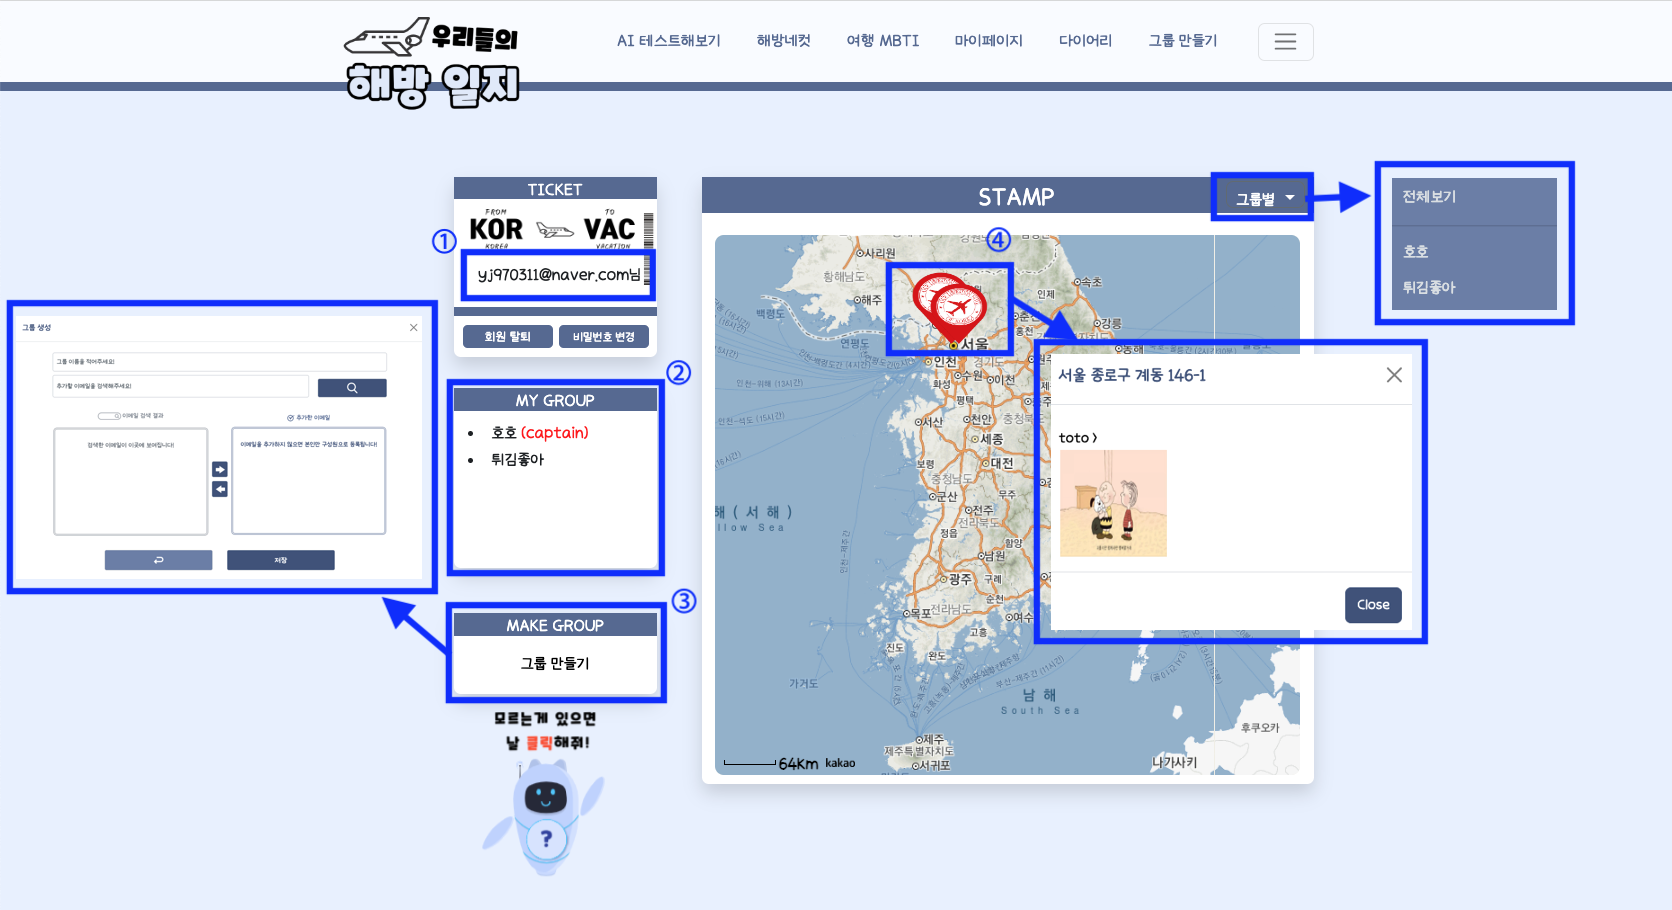 우리들의
해방 일지
AI 테스트해보기
해방네컷
여행 MBTI
마이페이지
다이어리
그룹 만들기
TICKET
FROM
TO
KOR
VAC
KOREA
VACATION
①
yj970311@naver.com님
회원 탈퇴
비밀번호 변경
②
MY GROUP
호호 (captain)
튀김좋아
③
MAKE GROUP
그룹 만들기
모르는게 있으면
날 클릭해줘!
?
그룹 생성
그룹 이름을 적어주세요!
추가할 이메일을 검색해주세요!
이메일 검색 결과
추가한 이메일
검색한 이메일이 이곳에 보여집니다!
이메일을 추가하지 않으면 본인만 구성원으로 등록됩니다!
저장
STAMP
그룹별
전체보기
호호
튀김좋아
④
사리원
황해남도
해주
백령도
연평도
속초
인제
강릉
홍천
서울
인천
경기도
수원
이천
화성
평택
서산
천안
세종
보령
대전
충청남도
군산
무주
전주
전라북도
정읍
함양
남원
광주
구례
순천
목포
전라남도
여수
고흥
진도
완도
가거도
해 ( 서 해 )
llow Sea
남 해
South Sea
제주
제주특별자치도
서귀포
후쿠오카
나가사키
64km
kakao
서울 종로구 계동 146-1
toto >
Close